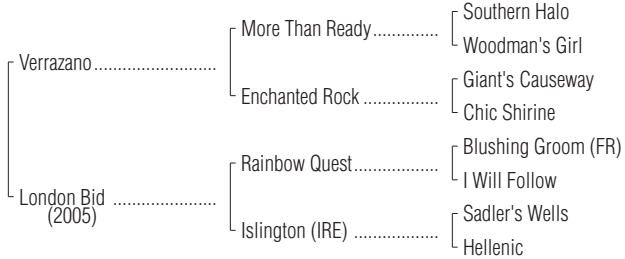 Southern Halo
More Than Ready..............
Woodman's Girl
Verrazano..........................
Giant's Causeway
Enchanted Rock ................
Chic Shirine
Blushing Groom (FR)
Rainbow Quest..................
I Will Follow
London Bid ......................
(2005)
Sadler's Wells
Islington (IRE) ..................
Hellenic